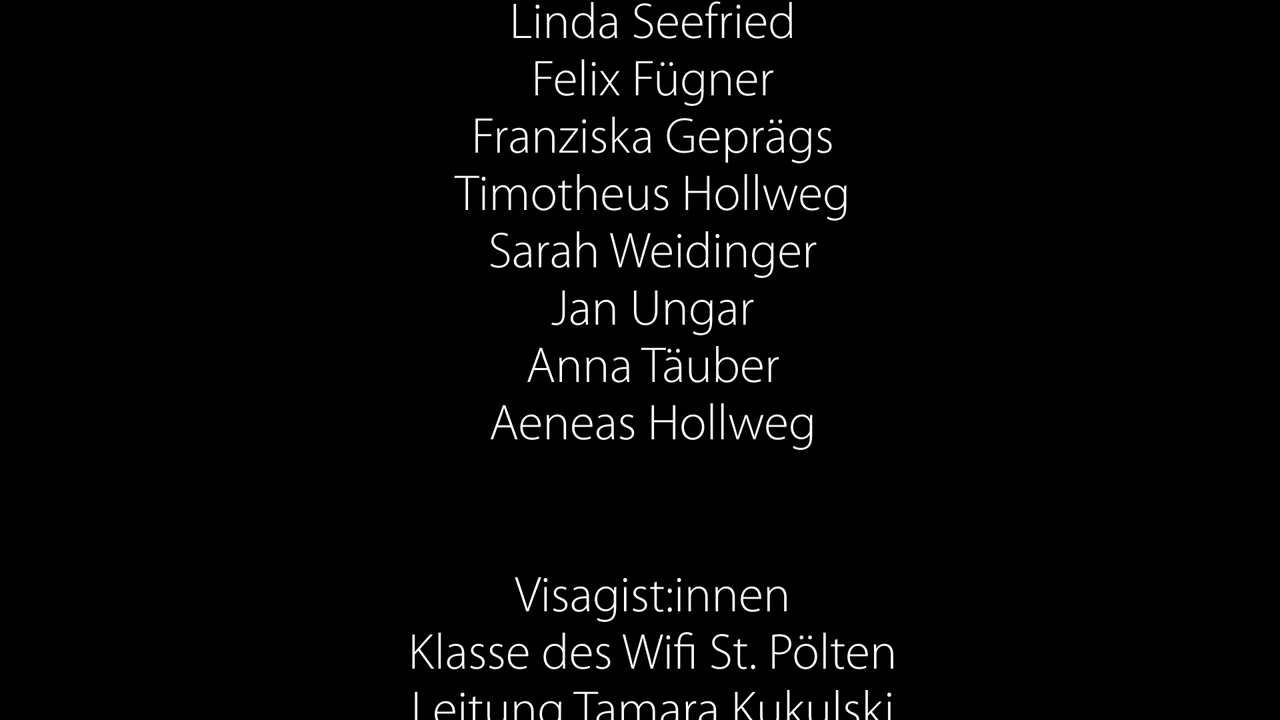 Linda Seefried
Felix Fügner
Franziska Geprägs
Timotheus Hollweg
Sarah Weidinger
Jan Ungar
Anna Täuber
Aeneas Hollweg
Visagist:innen
Klasse des Wifi St. Pölten
Leitung Tamara Kukulski